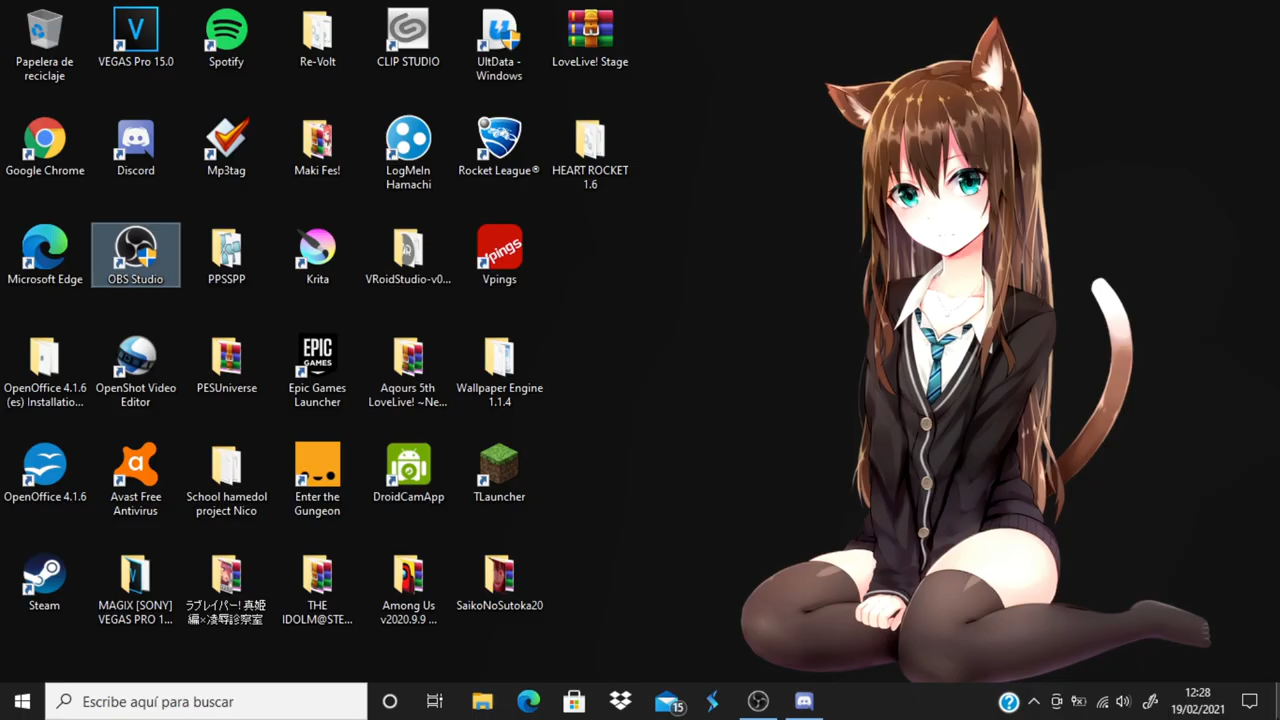 Papelera de
reciclaje
VEGAS Pro 15.0
Spotify
Re-Volt
CLIP STUDIO
UltData -
Windows
LoveLive! Stage
Google Chrome
Discord
Mp3tag
Maki Fes!
LogMeIn
Hamachi
Rocket League®
HEART ROCKET
1.6
Microsoft Edge
OBS Studio
PPSSPP
Krita
VRoidStudio-v0...
Vpings
Vpings
OpenOffice 4.1.6
(es) Installatio...
OpenShot Video
Editor
PESUniverse
EPIC
GAMES
Epic Games
Launcher
Aqours 5th
LoveLive! ~Ne...
Wallpaper Engine
1.1.4
OpenOffice 4.1.6
Avast Free
Antivirus
School hamedol
project Nico
Enter the
Gungeon
DroidCamApp
TLauncher
Steam
MAGIX [SONY]
VEGAS PRO 1...
ラブレイパー! 真姫
編×凌辱診察室
THE
IDOLM@STE...
Among Us
v2020.9.9 ...
SaikoNoSutoka20
Escribe aquí para buscar
15
12:28
19/02/2021